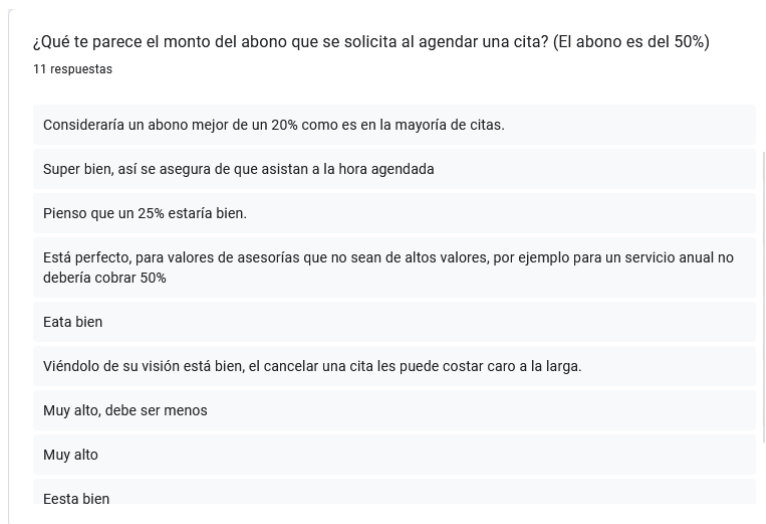 ¿Qué te parece el monto del abono que se solicita al agendar una cita? (El abono es del 50%)
11 respuestas
Consideraría un abono mejor de un 20% como es en la mayoría de citas.
Super bien, así se asegura de que asistan a la hora agendada
Pienso que un 25% estaría bien.
Está perfecto, para valores de asesorías que no sean de altos valores, por ejemplo para un servicio anual no
debería cobrar 50%
Eata bien
Viéndolo de su visión está bien, el cancelar una cita les puede costar caro a la larga.
Muy alto, debe ser menos
Muy alto
Eesta bien